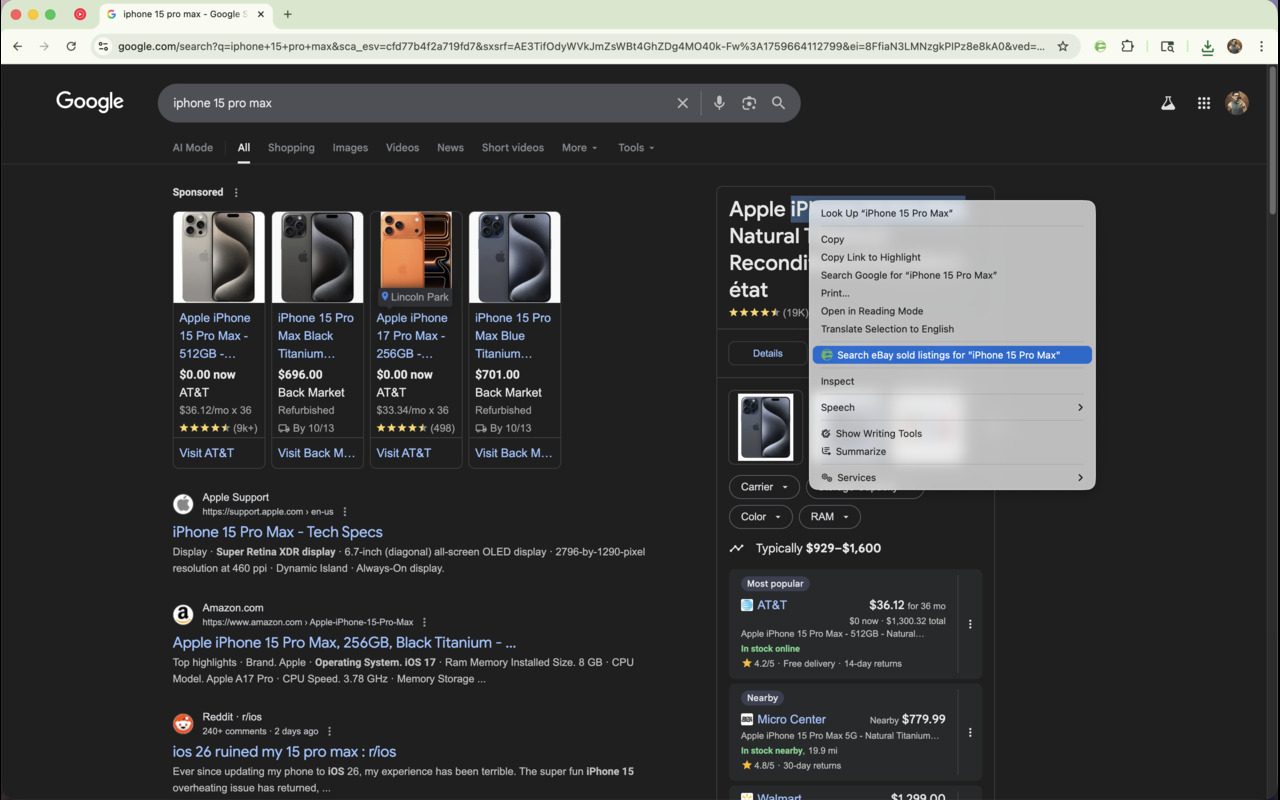 iphone 15 pro max - Google S
google.com/search?q=iphone+15+pro+max&sca_esv=cfd77b4f2a719fd7&sxsrf=AE3TifOdyWVkJmZsWBt4GhZDg4MO40k-Fw%3A1759664112799&ei=8FfiaN3LMNzgkPIPz8e8kA0&ved=...
Google
iphone 15 pro max
AI Mode
All
Shopping
Images
Videos
News
Short videos
More
Tools
Sponsored
Apple iPhone
15 Pro Max -
512GB -...
$0.00 now
AT&T
$36.12/mo x 36
(9k+)
Visit AT&T
iPhone 15 Pro
Max Black
Titanium...
$696.00
Back Market
Refurbished
By 10/13
Visit Back M...
Lincoln Park
Apple iPhone
17 Pro Max -
256GB -...
$0.00 now
AT&T
$33.34/mo x 36
(498)
Visit AT&T
iPhone 15 Pro
Max Blue
Titanium...
$701.00
Back Market
Refurbished
By 10/13
Visit Back M...
Apple Support
https://support.apple.com › en-us
iPhone 15 Pro Max - Tech Specs
Display · Super Retina XDR display · 6.7-inch (diagonal) all-screen OLED display · 2796-by-1290-pixel
resolution at 460 ppi · Dynamic Island · Always-On display.
Amazon.com
https://www.amazon.com › Apple-iPhone-15-Pro-Max
Apple iPhone 15 Pro Max, 256GB, Black Titanium - ...
Top highlights · Brand. Apple · Operating System. iOS 17 · Ram Memory Installed Size. 8 GB · CPU
Model. Apple A17 Pro · CPU Speed. 3.78 GHz · Memory Storage ...
Reddit · r/ios
240+ comments · 2 days ago
ios 26 ruined my 15 pro max : r/ios
Ever since updating my phone to iOS 26, my experience has been terrible. The super fun iPhone 15
overheating issue has returned, ...
Apple iP
Natural
Recondi
état
(19K)
Details
Look Up “iPhone 15 Pro Max”
Copy
Copy Link to Highlight
Search Google for “iPhone 15 Pro Max”
Print...
Open in Reading Mode
Translate Selection to English
Search eBay sold listings for "iPhone 15 Pro Max"
Inspect
Speech
Show Writing Tools
Summarize
Services
Carrier
Color
RAM
Typically $929–$1,600
Most popular
AT&T
$36.12 for 36 mo
$0 now · $1,300.32 total
Apple iPhone 15 Pro Max - 512GB - Natural...
In stock online
4.2/5 · Free delivery · 14-day returns
Nearby
Micro Center
Nearby $779.99
Apple iPhone 15 Pro Max 5G - Natural Titanium...
In stock nearby, 19.9 mi
4.8/5 · 30-day returns
Walmart
$1,299.00